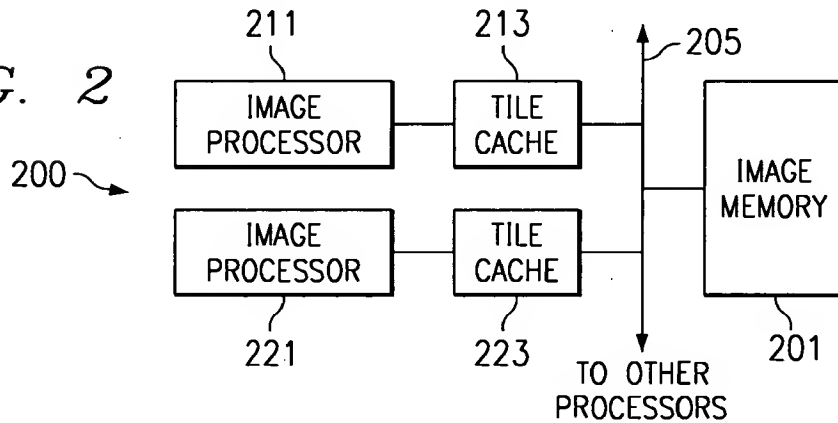 G. 2
211
213
205
IMAGE
PROCESSOR
TILE
CACHE
IMAGE
MEMORY
200
IMAGE
PROCESSOR
TILE
CACHE
221
223
201
TO OTHER
PROCESSORS